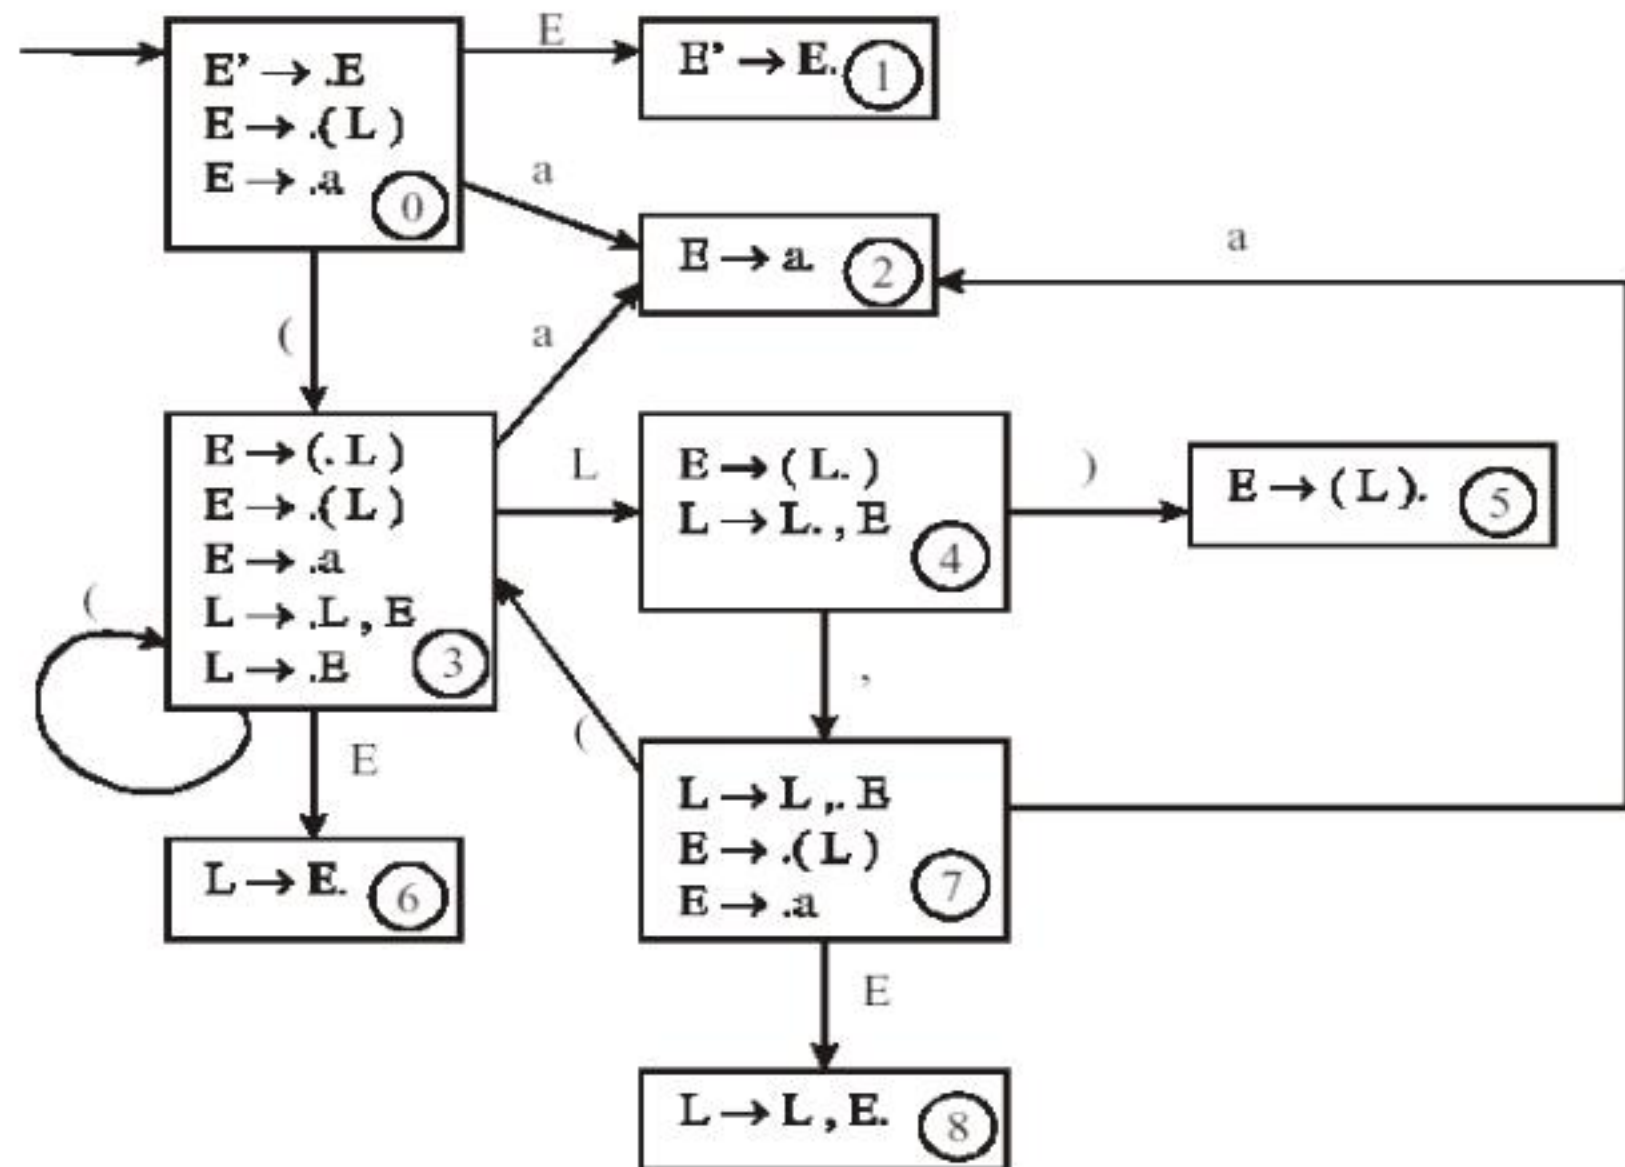 E
E' → .E
E → .( L )
E → .a
0
E' → E.
1
a
E → a.
2
a
(
a
E → (. L )
E → .( L )
E → .a
L → .L , E
L → .E
3
L
E → ( L. )
L → L. , E
4
)
E → ( L ).
5
(
,
(
E
L → E.
6
L → L ,. E
E → .( L )
E → .a
7
E
L → L , E.
8